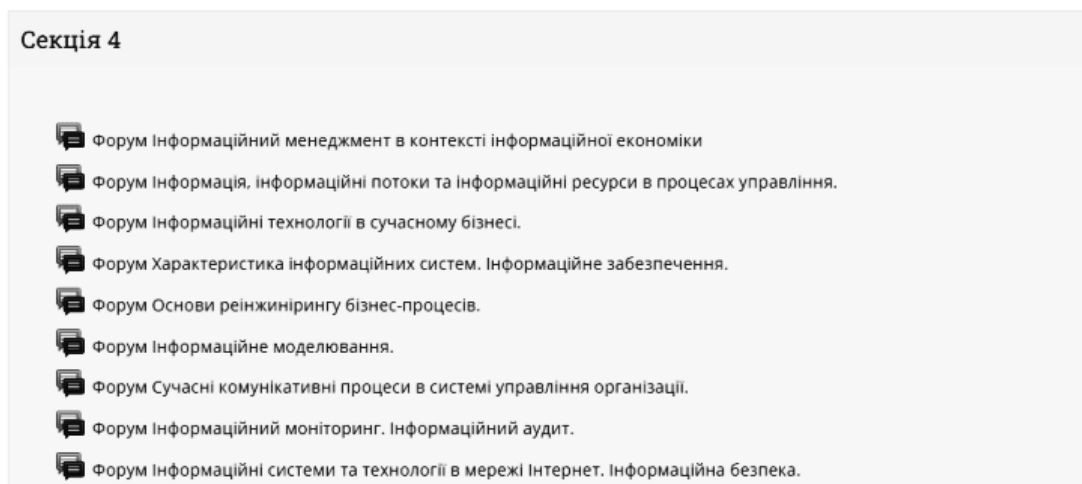 Секція 4
Форум Інформаційний менеджмент в контексті інформаційної економіки
Форум Інформація, інформаційні потоки та інформаційні ресурси в процесах управління.
Форум Інформаційні технології в сучасному бізнесі.
Форум Характеристика інформаційних систем. Інформаційне забезпечення.
Форум Основи реінжинірингу бізнес-процесів.
Форум Інформаційне моделювання.
Форум Сучасні комунікативні процеси в системі управління організації.
Форум Інформаційний моніторинг. Інформаційний аудит.
Форум Інформаційні системи та технології в мережі Інтернет. Інформаційна безпека.